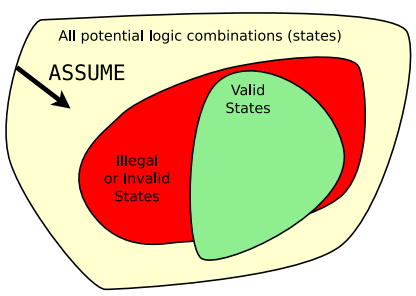 All potential logic combinations (states)
ASSUME
Valid
States
Illegal
or Invalid
States